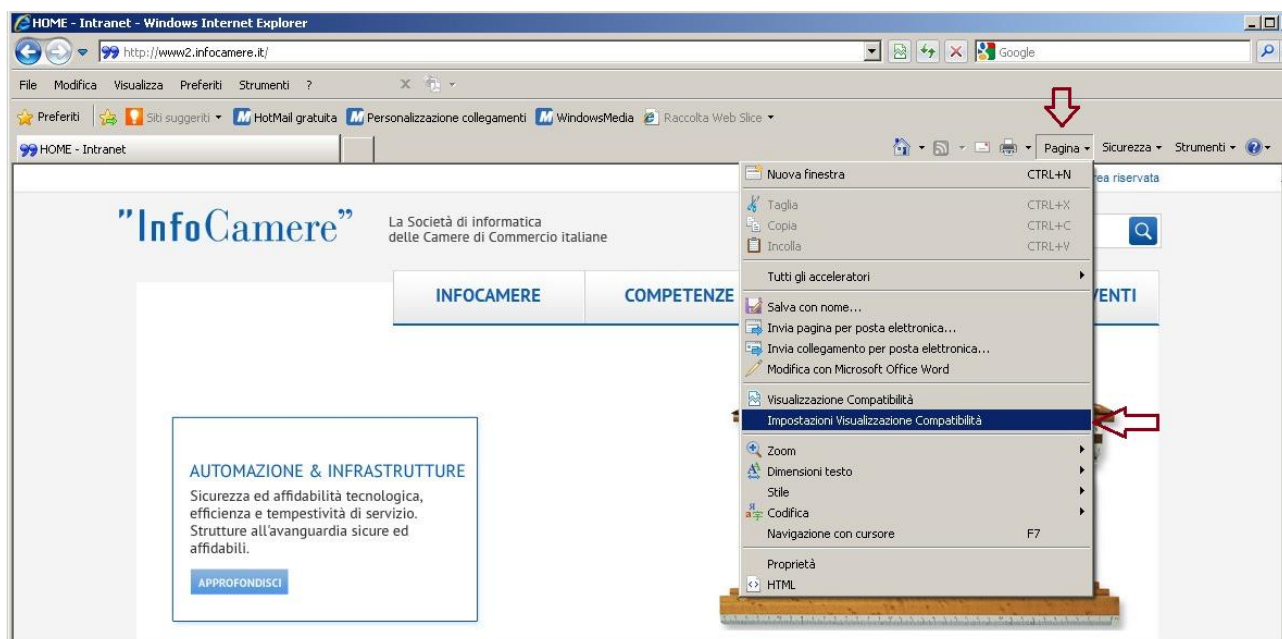 HOME - Intranet - Windows Internet Explorer
http://www2.infocamere.it/
Google
File Modifica Visualizza Preferiti Strumenti ?
Preferiti Siti suggeriti HotMail gratuita Personalizzazione collegamenti WindowsMedia Raccolta Web Slice
HOME - Intranet
Pagina Sicurezza Strumenti
Nuova finestra CTRL+N
riservata
Taglia CTRL+X
Copia CTRL+C
Incolla CTRL+V
"InfoCamere"
La Società di informatica
delle Camere di Commercio italiane
Tutti gli acceleratori
INFOCAMERE COMPETENZE
Salva con nome...
Invia pagina per posta elettronica...
Invia collegamento per posta elettronica...
Modifica con Microsoft Office Word
Visualizzazione Compatibilità
Impostazioni Visualizzazione Compatibilità
Zoom
Dimensioni testo
Stile
Codifica
Navigazione con cursore F7
Proprietà
HTML
AUTOMAZIONE & INFRASTRUTTURE
Sicurezza ed affidabilità tecnologica,
efficienza e tempestività di servizio.
Strutture all'avanguardia sicure ed
affidabili.
APPROFONDISCI